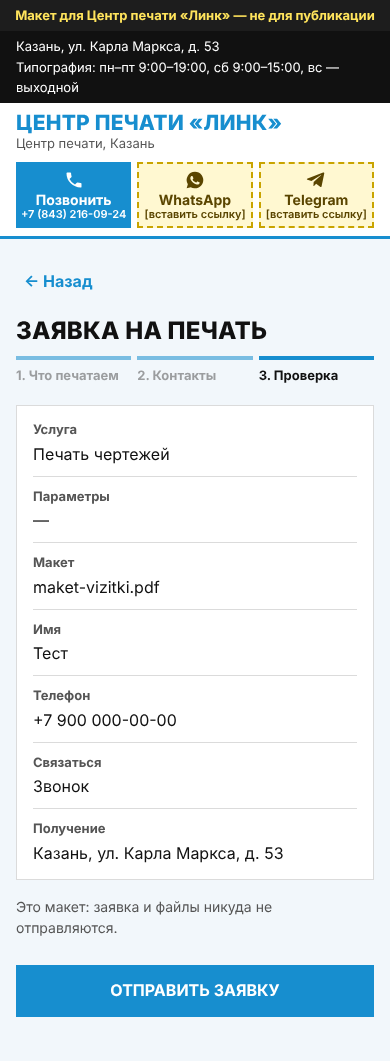 Макет для Центр печати «Линк» — не для публикации
Казань, ул. Карла Маркса, д. 53
Типография: пн–пт 9:00–19:00, сб 9:00–15:00, вс —
выходной
ЦЕНТР ПЕЧАТИ «ЛИНК»
Центр печати, Казань
Позвонить
+7 (843) 216-09-24
WhatsApp
[вставить ссылку]
Telegram
[вставить ссылку]
← Назад
ЗАЯВКА НА ПЕЧАТЬ
1. Что печатаем
2. Контакты
3. Проверка
Услуга
Печать чертежей
Параметры
—
Макет
maket-vizitki.pdf
Имя
Тест
Телефон
+7 900 000-00-00
Связаться
Звонок
Получение
Казань, ул. Карла Маркса, д. 53
Это макет: заявка и файлы никуда не
отправляются.
ОТПРАВИТЬ ЗАЯВКУ